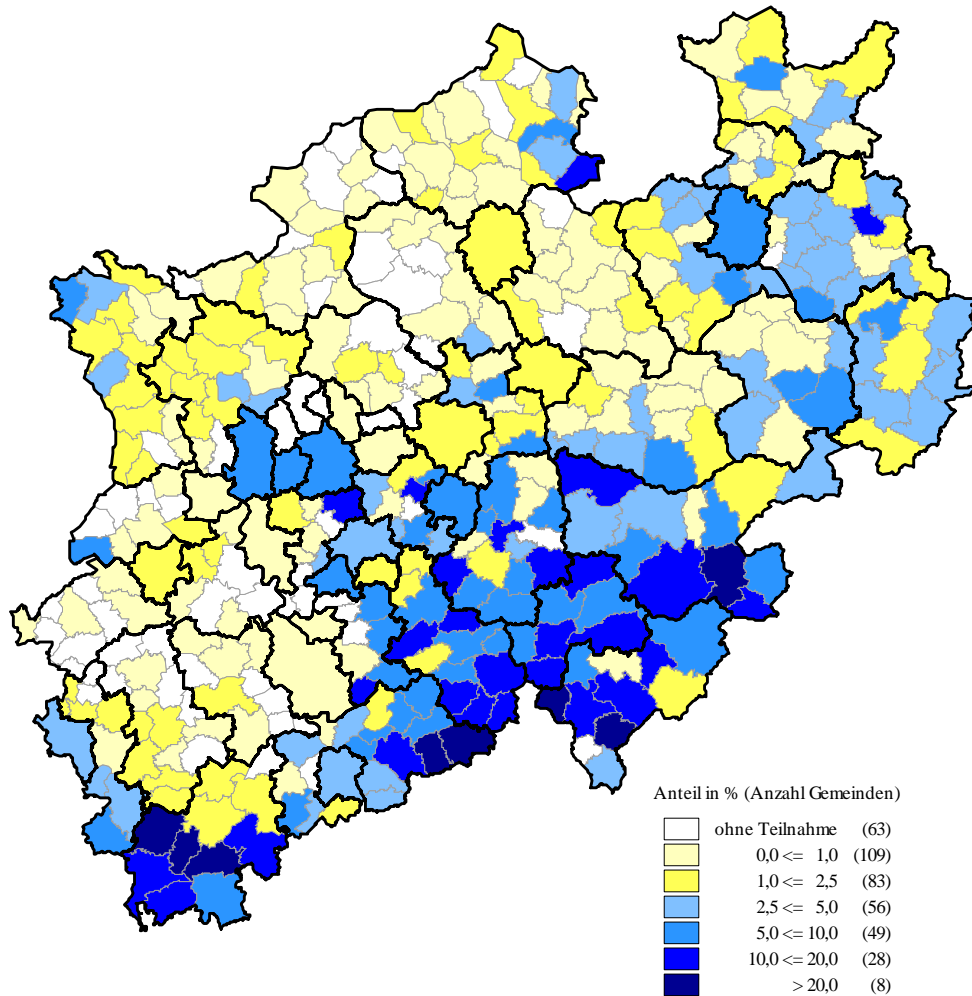 Anteil in % (Anzahl Gemeinden)
ohne Teilnahme (63)
0,0 <= 1,0 (109)
1,0 <= 2,5 (83)
2,5 <= 5,0 (56)
5,0 <= 10,0 (49)
10,0 <= 20,0 (28)
> 20,0 (8)